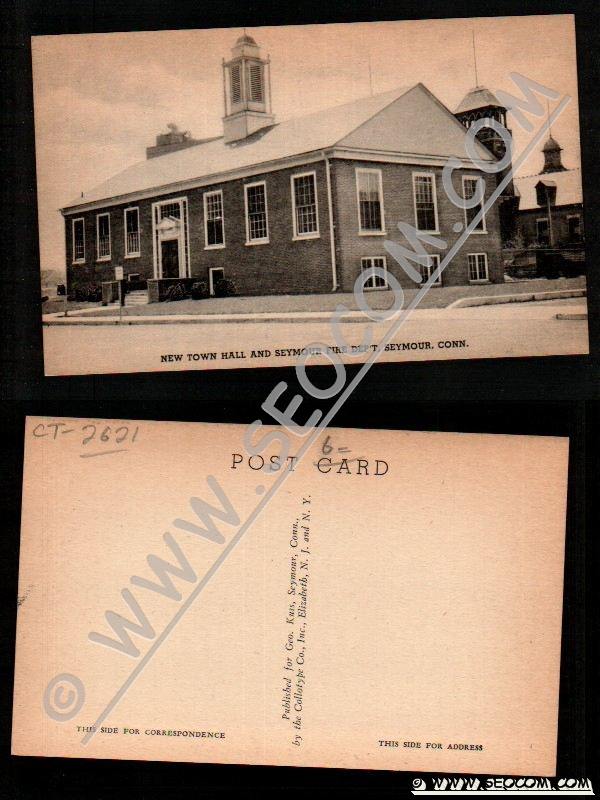 NEW TOWN HALL AND SEYMOUR FIRE DEP'T, SEYMOUR, CONN.
© WWW.SEOCOM.COM
CT-2621
6=
POST CARD
Published for Geo. Kuss, Seymour, Conn.,
by the Collotype Co., Inc., Elizabeth, N. J. and N. Y.
THIS SIDE FOR CORRESPONDENCE
THIS SIDE FOR ADDRESS
© WWW.SEOCOM.COM